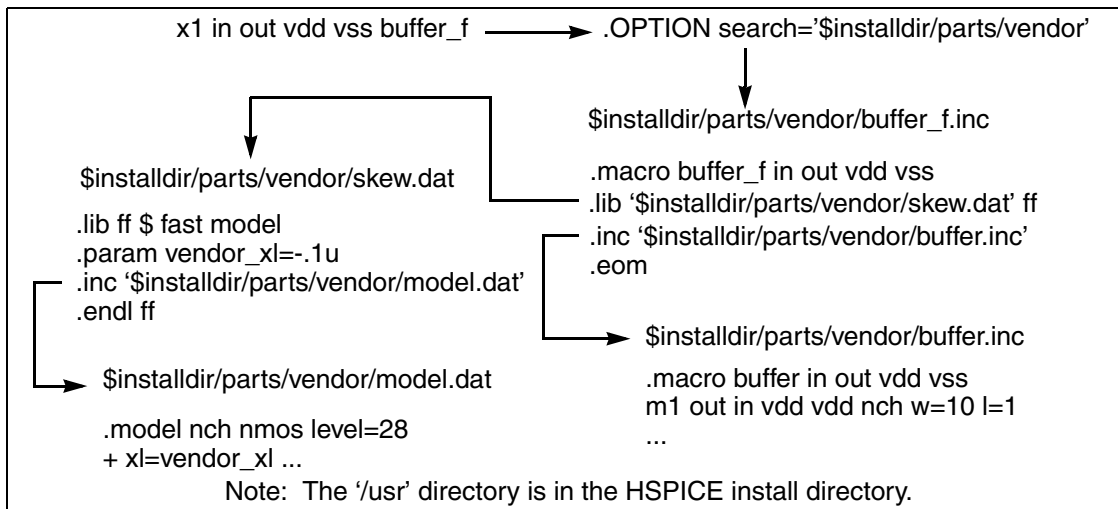 x1 in out vdd vss buffer_f
.OPTION search=’$installdir/parts/vendor’
$installdir/parts/vendor/buffer_f.inc
.macro buffer_f in out vdd vss
.lib ‘$installdir/parts/vendor/skew.dat’ ff
.inc ‘$installdir/parts/vendor/buffer.inc’
.eom
$installdir/parts/vendor/skew.dat
.lib ff $ fast model
.param vendor_xl=-.1u
.inc ‘$installdir/parts/vendor/model.dat’
.endl ff
$installdir/parts/vendor/model.dat
.model nch nmos level=28
+ xl=vendor_xl ...
$installdir/parts/vendor/buffer.inc
.macro buffer in out vdd vss
m1 out in vdd vdd nch w=10 l=1
...
Note:  The ‘/usr’ directory is in the HSPICE install directory.